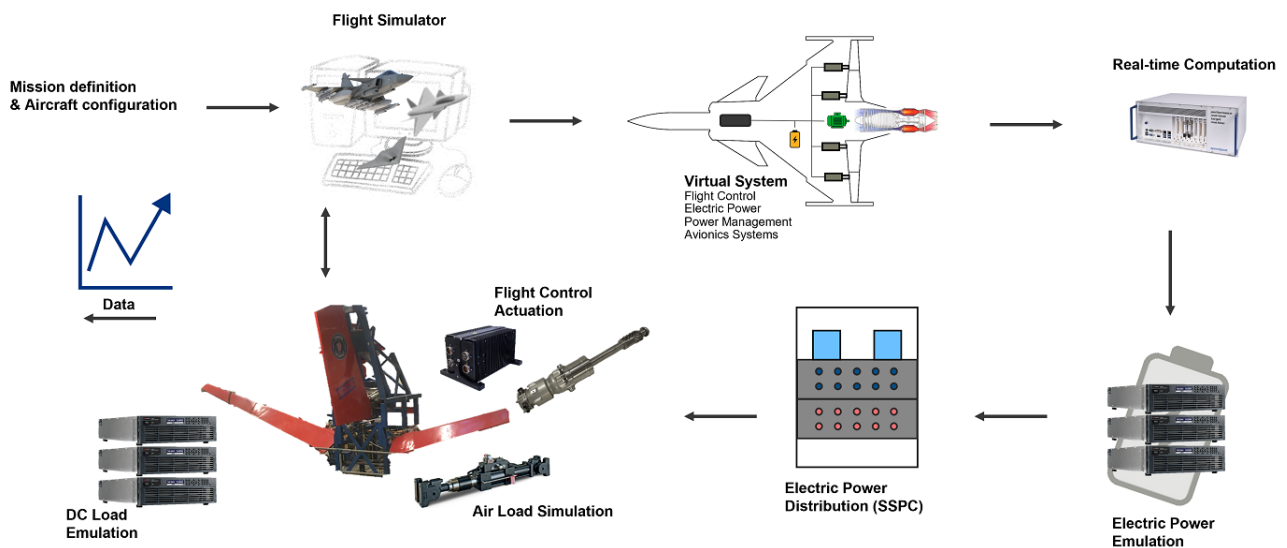 Flight Simulator
Mission definition
& Aircraft configuration
Real-time Computation
Virtual System
Flight Control
Electric Power
Power Management
Avionics Systems
Data
Flight Control
Actuation
Air Load Simulation
DC Load
Emulation
Electric Power
Distribution (SSPC)
Electric Power
Emulation